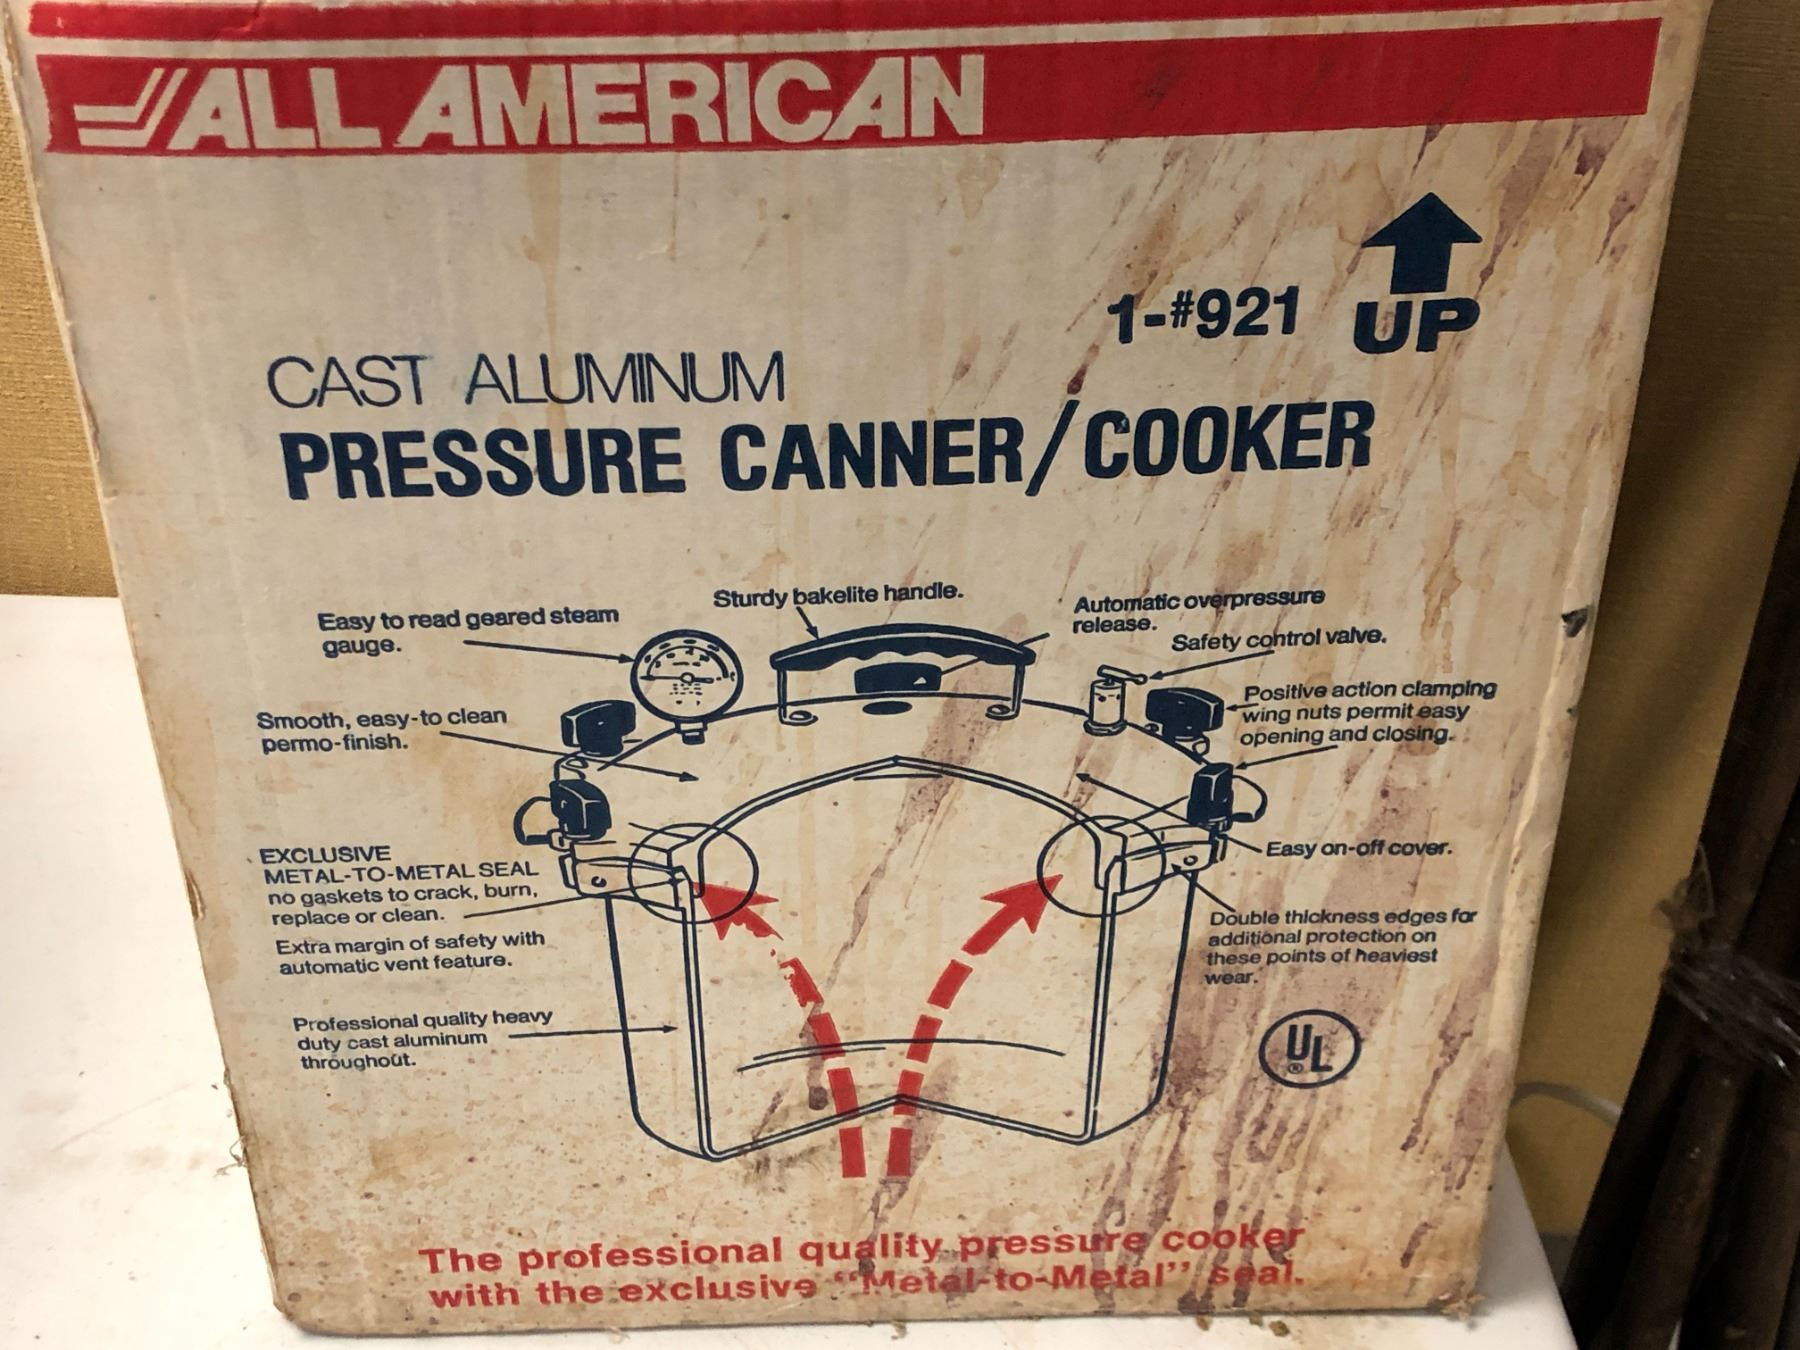 ALL AMERICAN
1-#921
UP
CAST ALUMINUM
PRESSURE CANNER/COOKER
Easy to read geared steam
gauge.
Sturdy bakelite handle.
Automatic overpressure
release.
Safety control valve.
Smooth, easy-to clean
permo-finish.
Positive action clamping
wing nuts permit easy
opening and closing.
EXCLUSIVE
METAL-TO-METAL SEAL
no gaskets to crack, burn,
replace or clean.
Extra margin of safety with
automatic vent feature.
Easy on-off cover.
Double thickness edges for
additional protection on
these points of heaviest
wear.
Professional quality heavy
duty cast aluminum
throughout.
UL
®
The professional quality pressure cooker
with the exclusive "Metal-to-Metal" seal.